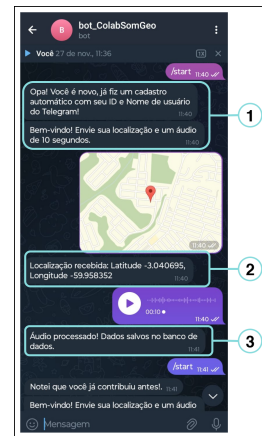 B
bot_ColabSomGeo
bot
Você 27 de nov., 11:36
1X
/start 11:40
Opa! Você é novo, já fiz um cadastro
automático com seu ID e Nome de usuário
do Telegram!
11:40
1
Bem-vindo! Envie sua localização e um áudio
de 10 segundos.
11:40
11:40
Localização recebida: Latitude -3.040695,
Longitude -59.958352
11:40
2
00:10
11:40
Áudio processado! Dados salvos no banco de
dados.
11:41
3
/start 11:41
Notei que você já contribuiu antes!. 11:41
Bem-vindo! Envie sua localização e um áudio
Mensagem